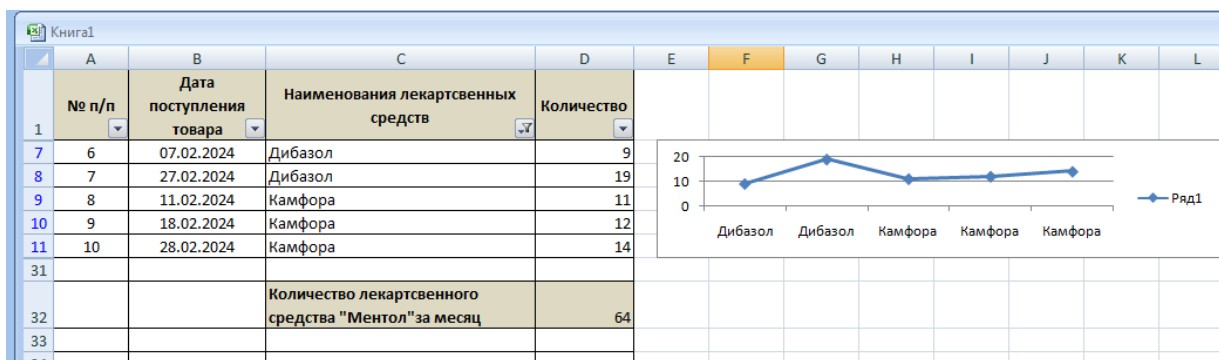 Книга1
A B C D E F G H I J K L
1 № п/п Дата поступления товара Наименования лекартсвенных средств Количество
7 6 07.02.2024 Дибазол 9
8 7 27.02.2024 Дибазол 19
9 8 11.02.2024 Камфора 11
10 9 18.02.2024 Камфора 12
11 10 28.02.2024 Камфора 14
31
32 Количество лекартсвенного средства "Ментол"за месяц 64
33
20
10
0
Дибазол Дибазол Камфора Камфора Камфора
Ряд1